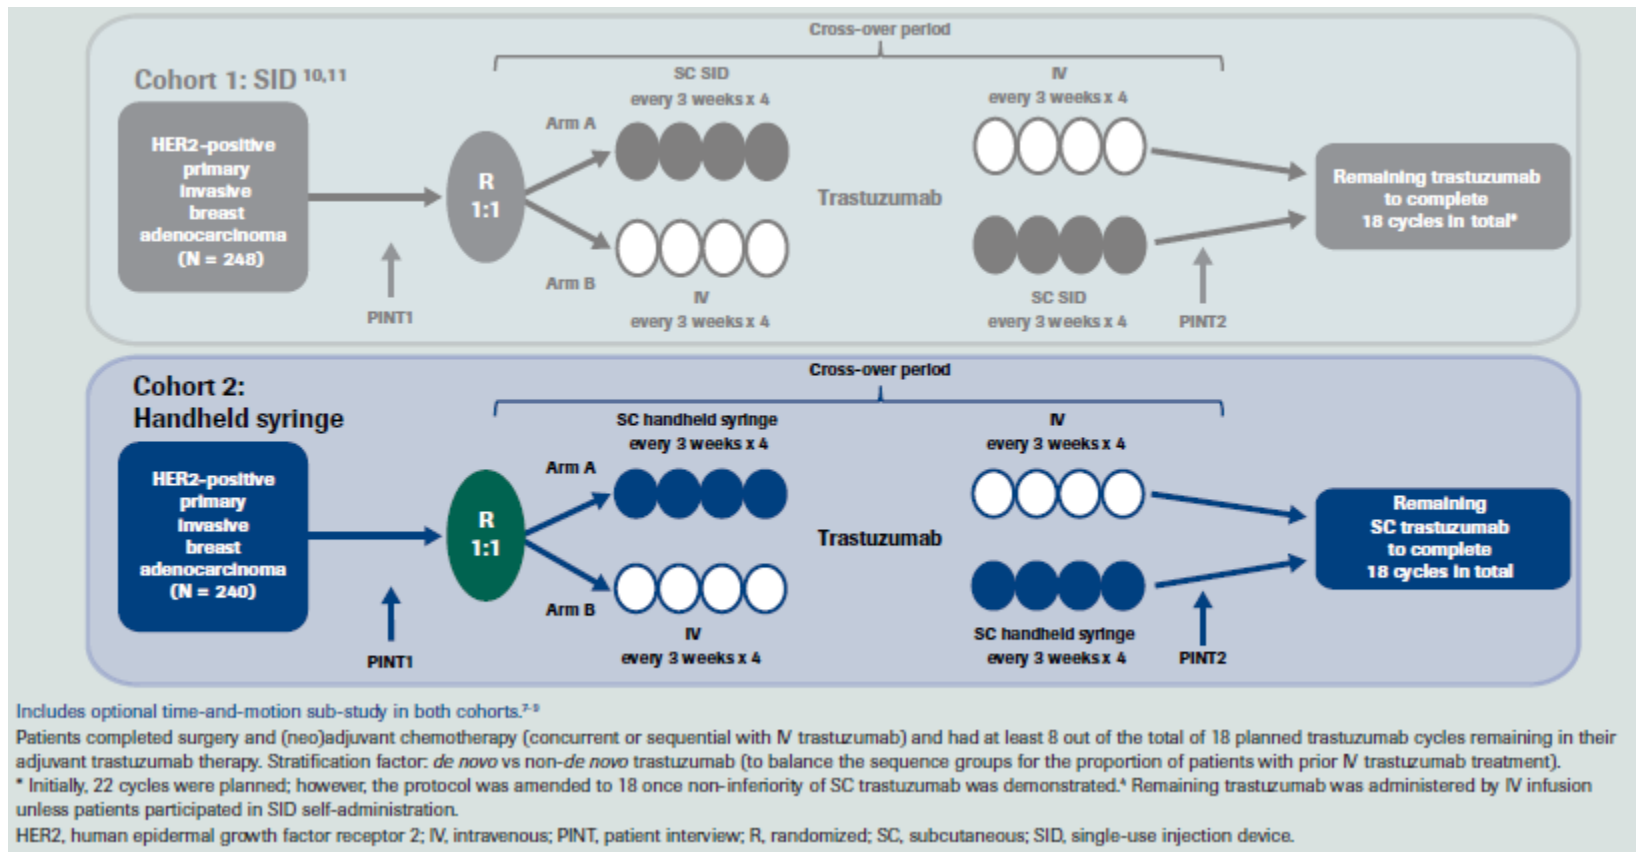 Cross-over period
Cohort 1: SID 10,11
SC SID
every 3 weeks x 4
IV
every 3 weeks x 4
HER2-positive
primary
invasive
breast
adenocarcinoma
(N = 248)
R
1:1
Arm A
Arm B
Trastuzumab
IV
every 3 weeks x 4
SC SID
every 3 weeks x 4
PINT1
PINT2
Remaining trastuzumab
to complete
18 cycles in total*
Cross-over period
Cohort 2:
Handheld syringe
SC handheld syringe
every 3 weeks x 4
IV
every 3 weeks x 4
HER2-positive
primary
invasive
breast
adenocarcinoma
(N = 240)
R
1:1
Arm A
Arm B
Trastuzumab
IV
every 3 weeks x 4
SC handheld syringe
every 3 weeks x 4
PINT1
PINT2
Remaining
SC trastuzumab
to complete
18 cycles in total
Includes optional time-and-motion sub-study in both cohorts.7-9
Patients completed surgery and (neo)adjuvant chemotherapy (concurrent or sequential with IV trastuzumab) and had at least 8 out of the total of 18 planned trastuzumab cycles remaining in their
adjuvant trastuzumab therapy. Stratification factor: de novo vs non-de novo trastuzumab (to balance the sequence groups for the proportion of patients with prior IV trastuzumab treatment).
* Initially, 22 cycles were planned; however, the protocol was amended to 18 once non-inferiority of SC trastuzumab was demonstrated. Remaining trastuzumab was administered by IV infusion
unless patients participated in SID self-administration.
HER2, human epidermal growth factor receptor 2; IV, intravenous; PINT, patient interview; R, randomized; SC, subcutaneous; SID, single-use injection device.